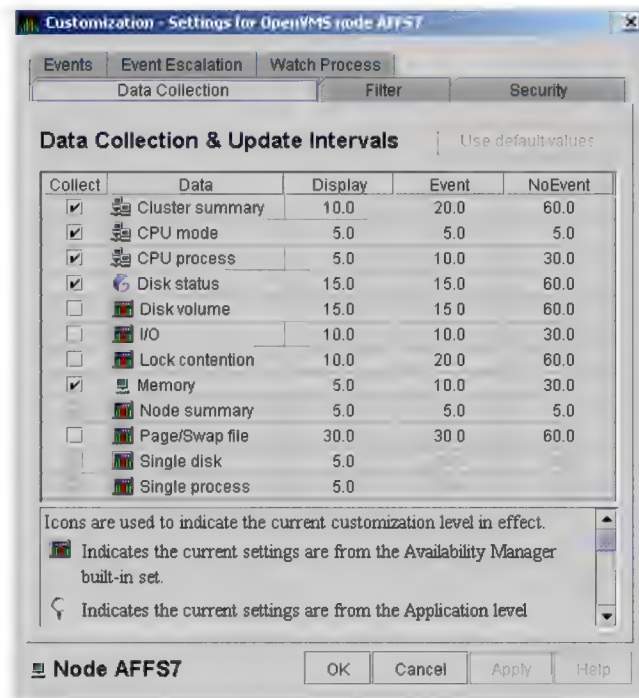 Customization - Settings for OpenVMS node AFFS7
Events Event Escalation Watch Process
Data Collection Filter Security
Data Collection & Update Intervals Use default values
Collect Data Display Event NoEvent
Cluster summary 10.0 20.0 60.0
CPU mode 5.0 5.0 5.0
CPU process 5.0 10.0 30.0
Disk status 15.0 15.0 60.0
Disk volume 15.0 15 0 60.0
I/O 10.0 10.0 30.0
Lock contention 10.0 20 0 60.0
Memory 5.0 10.0 30.0
Node summary 5.0 5.0 5.0
Page/Swap file 30.0 30 0 60.0
Single disk 5.0
Single process 5.0
Icons are used to indicate the current customization level in effect.
Indicates the current settings are from the Availability Manager
built-in set.
Indicates the current settings are from the Application level
Node AFFS7 OK Cancel Apply Help